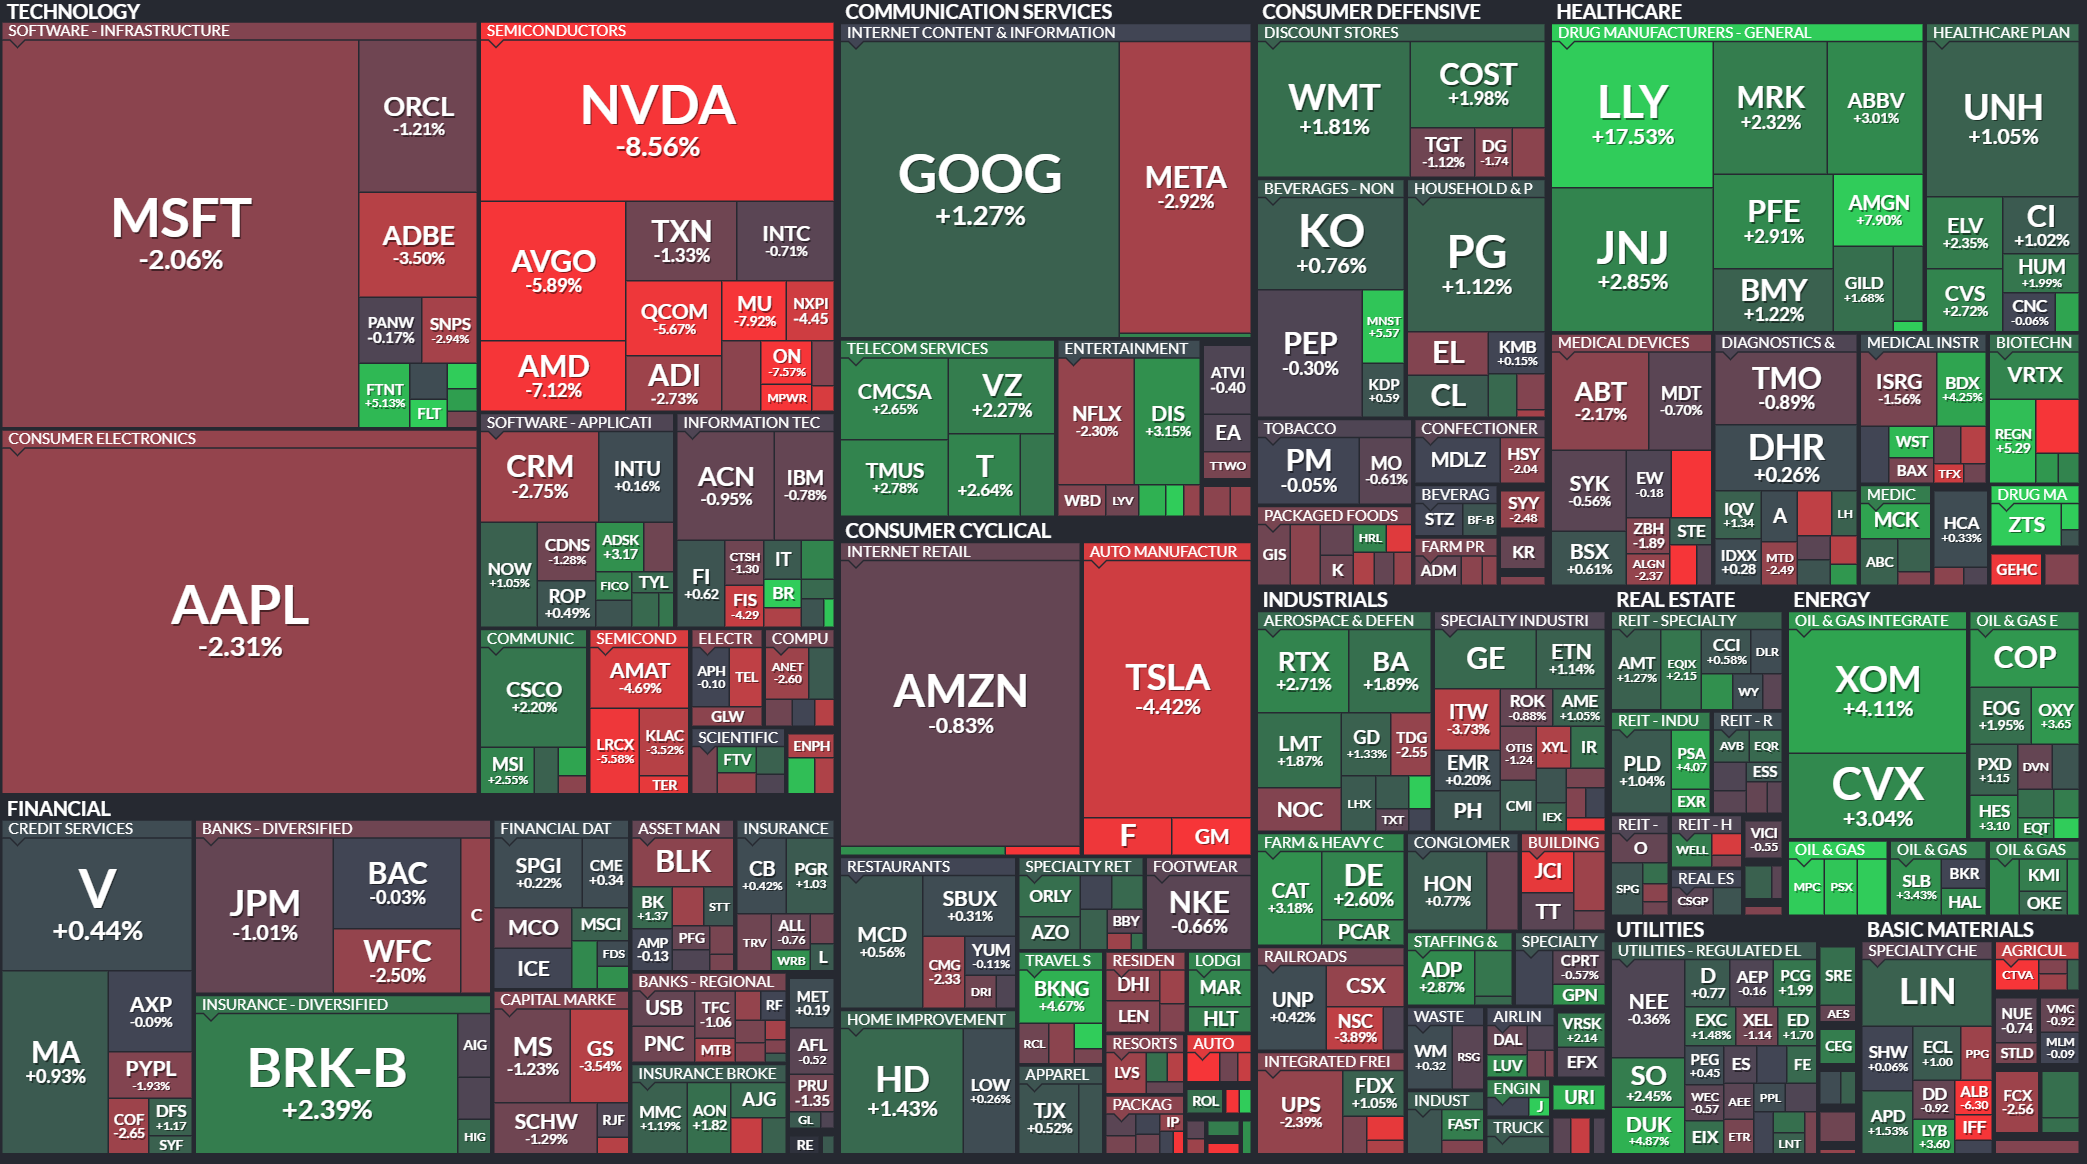 TECHNOLOGY
SOFTWARE - INFRASTRUCTURE
MSFT
-2.06%
ORCL
-1.21%
ADBE
-3.50%
PANW
-0.17%
SNPS
-2.94%
FTNT
+5.13%
FLT
CONSUMER ELECTRONICS
AAPL
-2.31%
SEMICONDUCTORS
NVDA
-8.56%
AVGO
-5.89%
TXN
-1.33%
INTC
-0.71%
QCOM
-5.67%
MU
-7.92%
NXPI
-4.45
AMD
-7.12%
ADI
-2.73%
ON
-7.57%
MPWR
SOFTWARE - APPLICATI
CRM
-2.75%
INTU
+0.16%
NOW
+1.05%
CDNS
-1.28%
ADSK
+3.17
ROP
+0.49%
FICO
TYL
INFORMATION TEC
ACN
-0.95%
IBM
-0.78%
FI
+0.62
CTSH
-1.30
IT
FIS
-4.29
BR
COMMUNIC
CSCO
+2.20%
MSI
+2.55%
SEMICOND
AMAT
-4.69%
LRCX
-5.58%
KLAC
-3.52%
TER
ELECTR
APH
-0.10
TEL
GLW
COMPU
ANET
-2.60
SCIENTIFIC
FTV
ENPH
FINANCIAL
CREDIT SERVICES
V
+0.44%
MA
+0.93%
AXP
-0.09%
PYPL
-1.93%
COF
-2.65
DFS
+1.17
SYF
BANKS - DIVERSIFIED
JPM
-1.01%
BAC
-0.03%
WFC
-2.50%
C
INSURANCE - DIVERSIFIED
BRK-B
+2.39%
AIG
HIG
FINANCIAL DAT
SPGI
+0.22%
CME
+0.34
MCO
MSCI
ICE
FDS
CAPITAL MARKE
MS
-1.23%
GS
-3.54%
SCHW
-1.29%
RJF
ASSET MAN
BLK
BK
+1.37
STT
AMP
-0.13
PFG
BANKS - REGIONAL
USB
TFC
-1.06
RF
PNC
MTB
INSURANCE BROKE
MMC
+1.19%
AON
+1.82
AJG
INSURANCE
CB
+0.42%
PGR
+1.03
TRV
ALL
-0.76
WRB
L
MET
+0.19
AFL
-0.52
PRU
-1.35
GL
RE
COMMUNICATION SERVICES
INTERNET CONTENT & INFORMATION
GOOG
+1.27%
META
-2.92%
TELECOM SERVICES
CMCSA
+2.65%
VZ
+2.27%
TMUS
+2.78%
T
+2.64%
ENTERTAINMENT
NFLX
-2.30%
DIS
+3.15%
WBD
LYV
ATVI
-0.40
EA
TTWO
CONSUMER CYCLICAL
INTERNET RETAIL
AMZN
-0.83%
AUTO MANUFACTUR
TSLA
-4.42%
F
GM
RESTAURANTS
MCD
+0.56%
SBUX
+0.31%
CMG
-2.33
YUM
-0.11%
DRI
HOME IMPROVEMENT
HD
+1.43%
LOW
+0.26%
SPECIALTY RET
ORLY
AZO
BBY
FOOTWEAR
NKE
-0.66%
TRAVEL S
BKNG
+4.67%
RCL
APPAREL
TJX
+0.52%
RESIDEN
DHI
LEN
LODGI
MAR
HLT
RESORTS
LVS
AUTO
PACKAG
IP
ROL
CONSUMER DEFENSIVE
DISCOUNT STORES
WMT
+1.81%
COST
+1.98%
TGT
-1.12%
DG
-1.74
BEVERAGES - NON
KO
+0.76%
PEP
-0.30%
MNST
+5.57
KDP
+0.59
HOUSEHOLD & P
PG
+1.12%
EL
KMB
+0.15%
CL
TOBACCO
PM
-0.05%
MO
-0.61%
CONFECTIONER
MDLZ
HSY
-2.04
PACKAGED FOODS
GIS
HRL
K
BEVERAG
STZ
BF-B
SYY
-2.48
FARM PR
ADM
KR
HEALTHCARE
DRUG MANUFACTURERS - GENERAL
LLY
+17.53%
MRK
+2.32%
ABBV
+3.01%
JNJ
+2.85%
PFE
+2.91%
AMGN
+7.90%
BMY
+1.22%
GILD
+1.68%
HEALTHCARE PLAN
UNH
+1.05%
ELV
+2.35%
CI
+1.02%
CVS
+2.72%
HUM
+1.99%
CNC
-0.06%
MEDICAL DEVICES
ABT
-2.17%
MDT
-0.70%
SYK
-0.56%
EW
-0.18
BSX
+0.61%
ZBH
-1.89
STE
ALGN
-2.37
DIAGNOSTICS &
TMO
-0.89%
DHR
+0.26%
IQV
+1.34
A
LH
IDXX
+0.28
MTD
-2.49
MEDICAL INSTR
ISRG
-1.56%
BDX
+4.25%
WST
BAX
TFX
BIOTECHN
VRTX
REGN
+5.29
MEDIC
MCK
ABC
HCA
+0.33%
DRUG MA
ZTS
GEHC
INDUSTRIALS
AEROSPACE & DEFEN
RTX
+2.71%
BA
+1.89%
LMT
+1.87%
GD
+1.33%
TDG
-2.55
NOC
LHX
TXT
SPECIALTY INDUSTRI
GE
ETN
+1.14%
ITW
-3.73%
ROK
-0.88%
AME
+1.05%
EMR
+0.20%
OTIS
-1.24
XYL
IR
PH
CMI
IEX
FARM & HEAVY C
CAT
+3.18%
DE
+2.60%
PCAR
CONGLOMER
HON
+0.77%
BUILDING
JCI
TT
RAILROADS
UNP
+0.42%
CSX
NSC
-3.89%
STAFFING &
ADP
+2.87%
SPECIALTY
CPRT
-0.57%
GPN
INTEGRATED FREI
UPS
-2.39%
FDX
+1.05%
WASTE
WM
+0.32
RSG
AIRLIN
DAL
LUV
VRSK
+2.14
EFX
INDUST
FAST
ENGIN
J
URI
TRUCK
REAL ESTATE
REIT - SPECIALTY
AMT
+1.27%
EQIX
+2.15
CCI
+0.58%
DLR
WY
REIT - INDU
PLD
+1.04%
PSA
+4.07
EXR
REIT - R
AVB
EQR
ESS
REIT -
O
SPG
REIT - H
WELL
VICI
-0.55
REAL ES
CSGP
ENERGY
OIL & GAS INTEGRATE
XOM
+4.11%
CVX
+3.04%
OIL & GAS E
COP
EOG
+1.95%
OXY
+3.65
PXD
+1.15
DVN
HES
+3.10
EQT
OIL & GAS
MPC
PSX
OIL & GAS
SLB
+3.43%
BKR
HAL
OIL & GAS
KMI
OKE
UTILITIES
UTILITIES - REGULATED EL
NEE
-0.36%
D
+0.77
AEP
-0.16
PCG
+1.99
EXC
+1.48%
XEL
-1.14
ED
+1.70
SO
+2.45%
PEG
+0.45
ES
FE
WEC
-0.57
AEE
PPL
DUK
+4.87%
EIX
ETR
LNT
SRE
AES
CEG
BASIC MATERIALS
SPECIALTY CHE
LIN
SHW
+0.06%
ECL
+1.00
PPG
APD
+1.53%
DD
-0.92
ALB
-6.30
LYB
+3.60
IFF
AGRICUL
CTVA
NUE
-0.74
VMC
-0.92
STLD
MLM
-0.09
FCX
-2.56